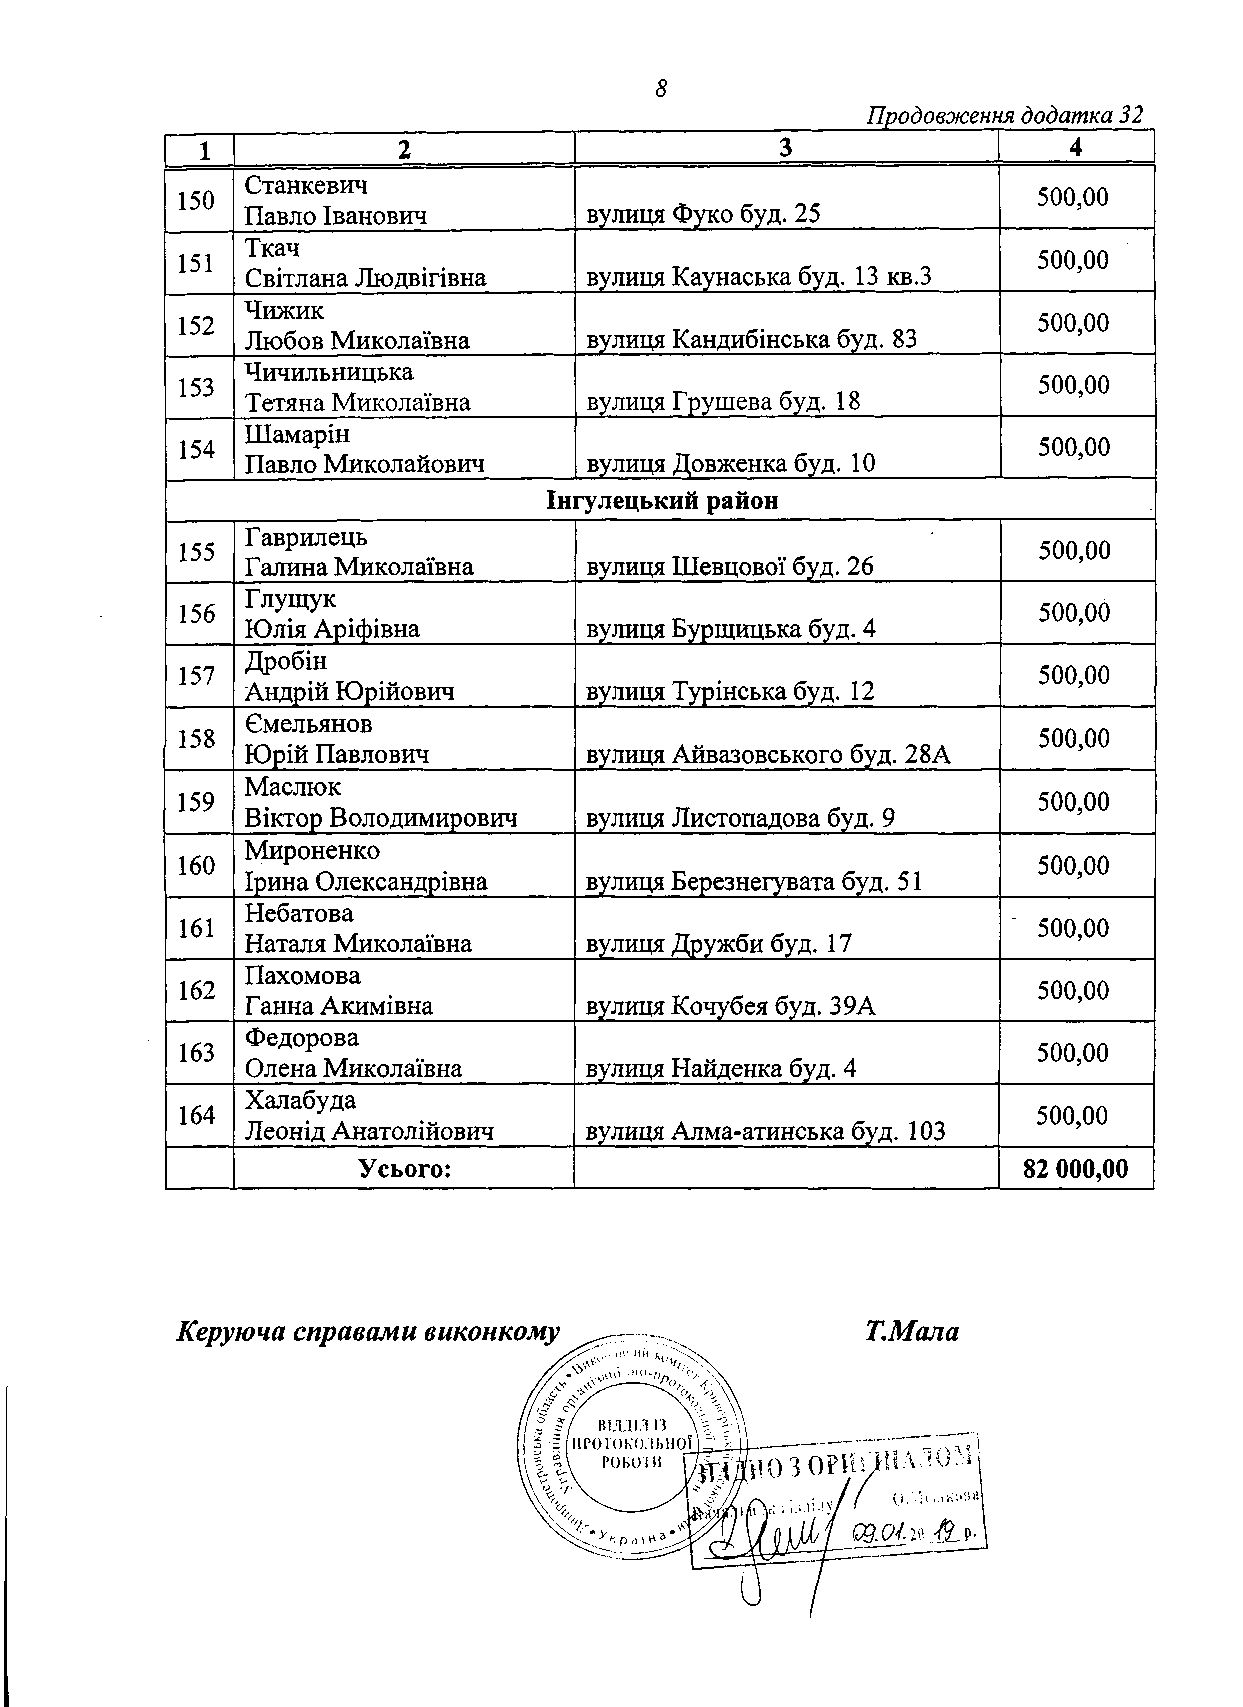 8
Продовження додатка 32
1 2 3 4
150 Станкевич
Павло Іванович вулиця Фуко буд. 25 500,00
151 Ткач
Світлана Людвігівна вулиця Каунаська буд. 13 кв.3 500,00
152 Чижик
Любов Миколаївна вулиця Кандибінська буд. 83 500,00
153 Чичильницька
Тетяна Миколаївна вулиця Грушева буд. 18 500,00
154 Шамарін
Павло Миколайович вулиця Довженка буд. 10 500,00
Інгулецький район
155 Гаврилець
Галина Миколаївна вулиця Шевцової буд. 26 500,00
156 Глущук
Юлія Аріфівна вулиця Бурщицька буд. 4 500,00
157 Дробін
Андрій Юрійович вулиця Турінська буд. 12 500,00
158 Ємельянов
Юрій Павлович вулиця Айвазовського буд. 28А 500,00
159 Маслюк
Віктор Володимирович вулиця Листопадова буд. 9 500,00
160 Мироненко
Ірина Олександрівна вулиця Березнегувата буд. 51 500,00
161 Небатова
Наталя Миколаївна вулиця Дружби буд. 17 500,00
162 Пахомова
Ганна Акимівна вулиця Кочубея буд. 39А 500,00
163 Федорова
Олена Миколаївна вулиця Найденка буд. 4 500,00
164 Халабуда
Леонід Анатолійович вулиця Алма-атинська буд. 103 500,00
Усього: 82 000,00
Керуюча справами виконкому Т.Мала
ВІДДІЛ ІЗ
ПРОТОКОЛЬНОЇ
РОБОТИ
Україна
ЗГІДНО З ОРИГІНАЛОМ
09.01.2019 р.